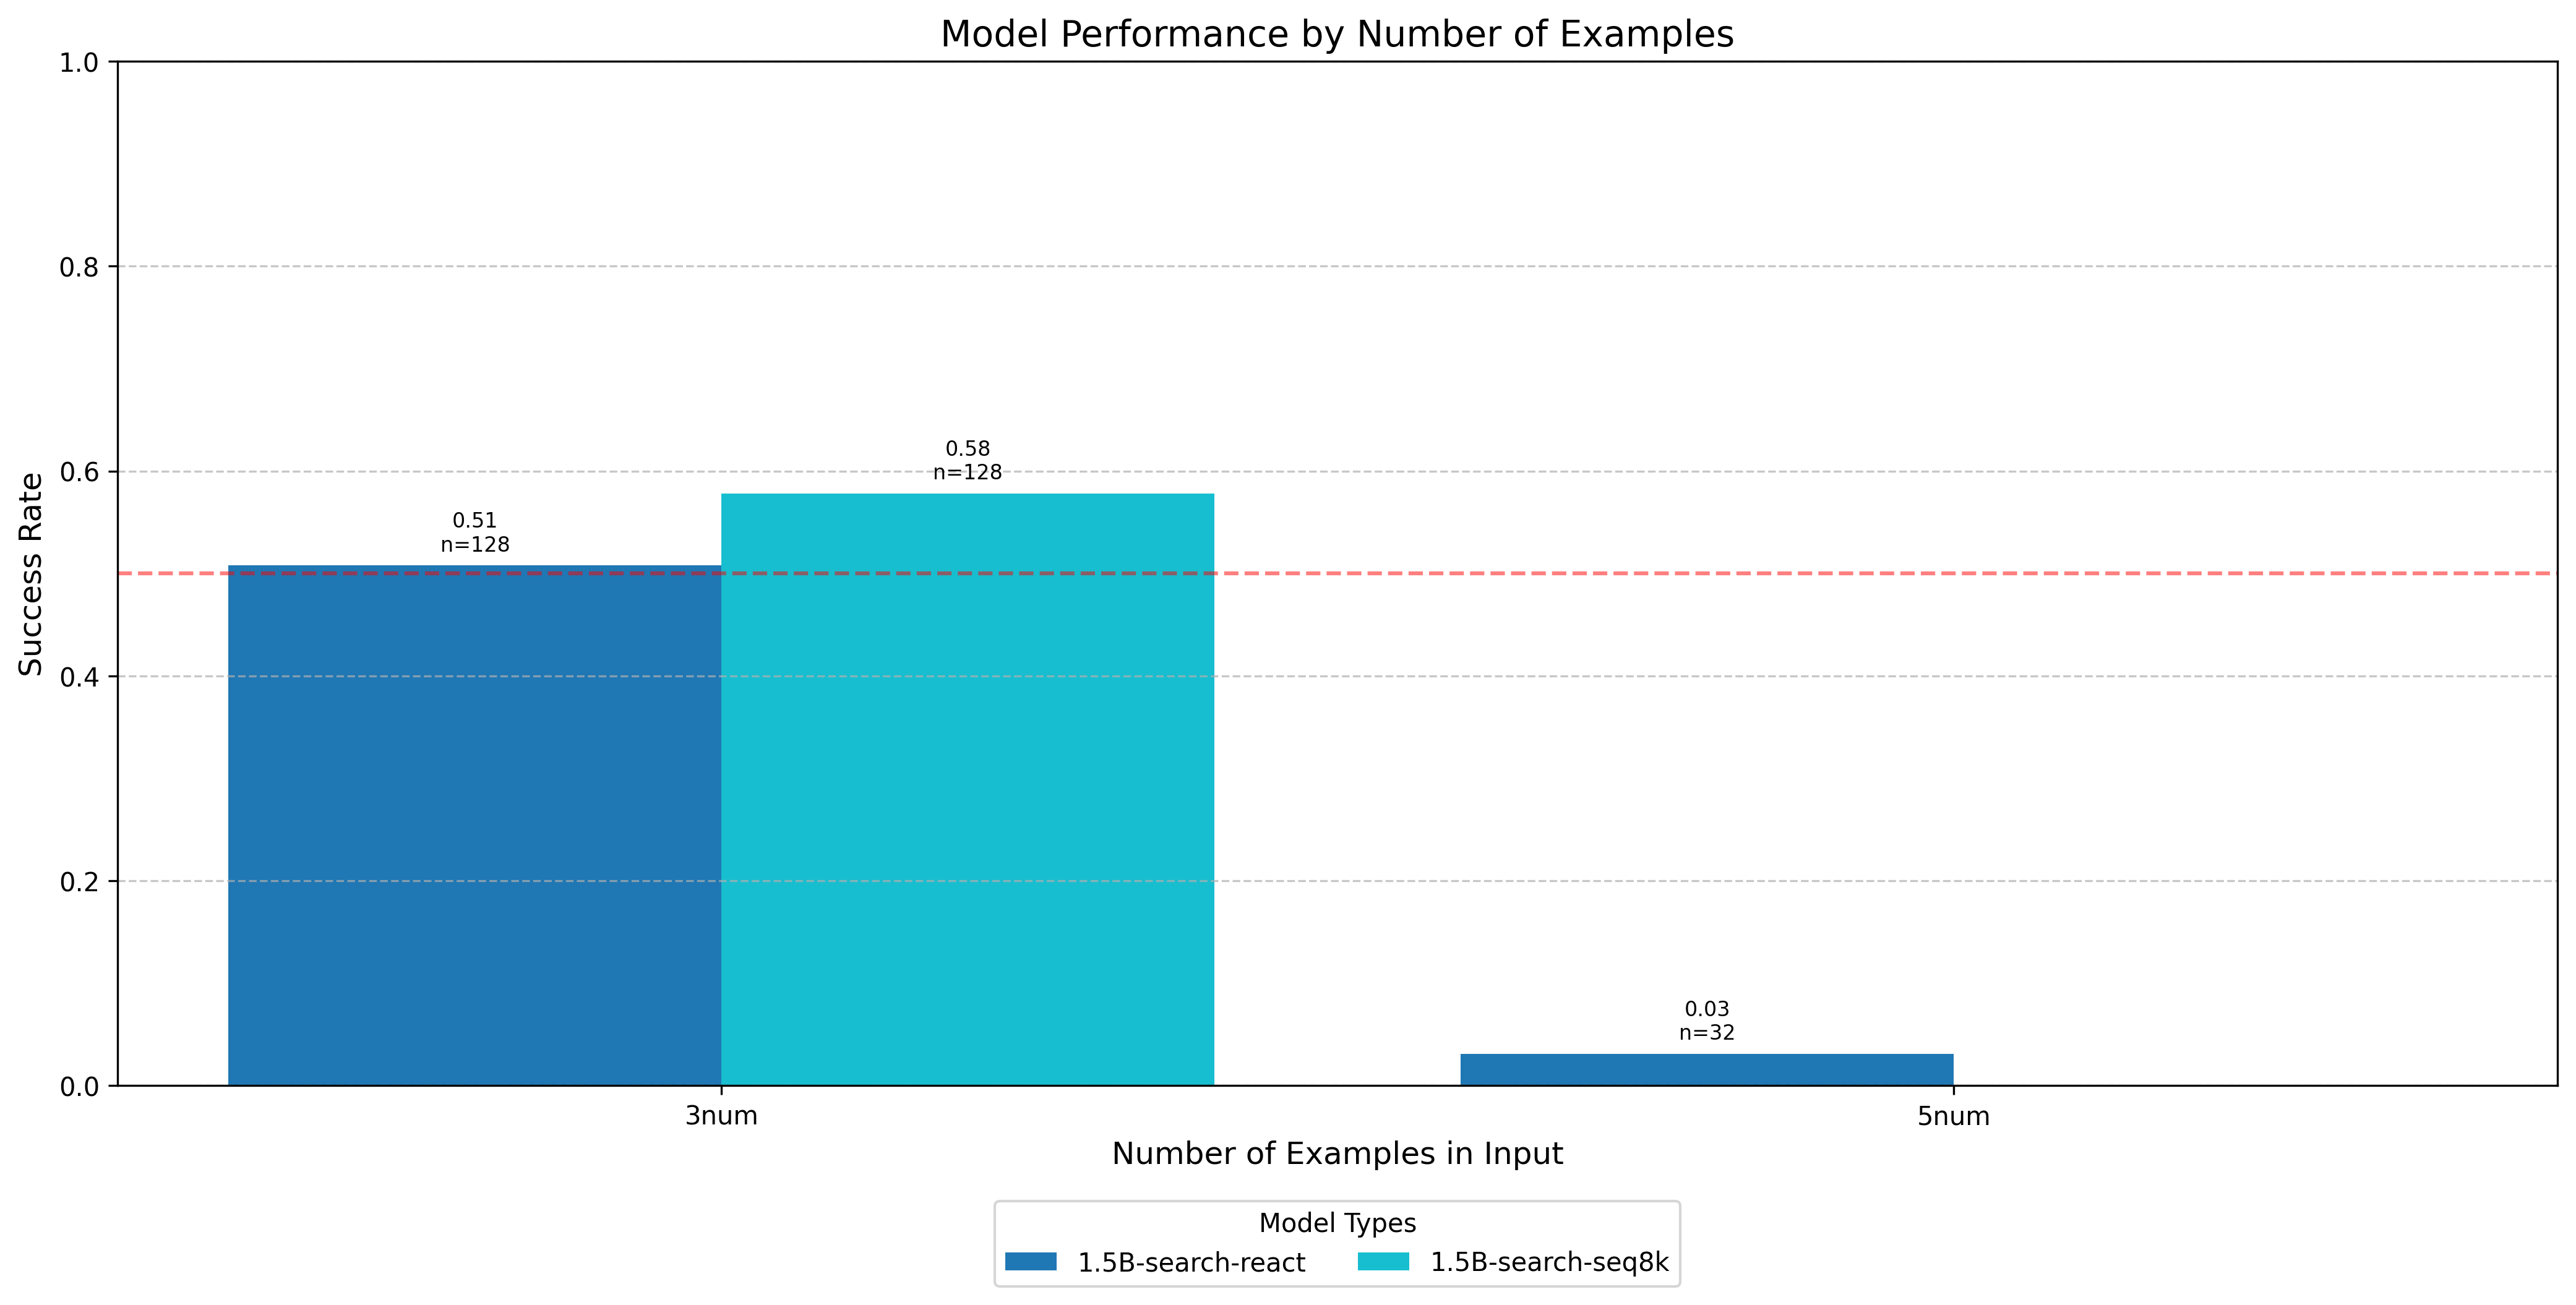 Model Performance by Number of Examples
1.0
0.8
0.6
0.4
0.2
0.0
Success Rate
0.51
n=128
0.58
n=128
0.03
n=32
3num
5num
Number of Examples in Input
Model Types
1.5B-search-react
1.5B-search-seq8k